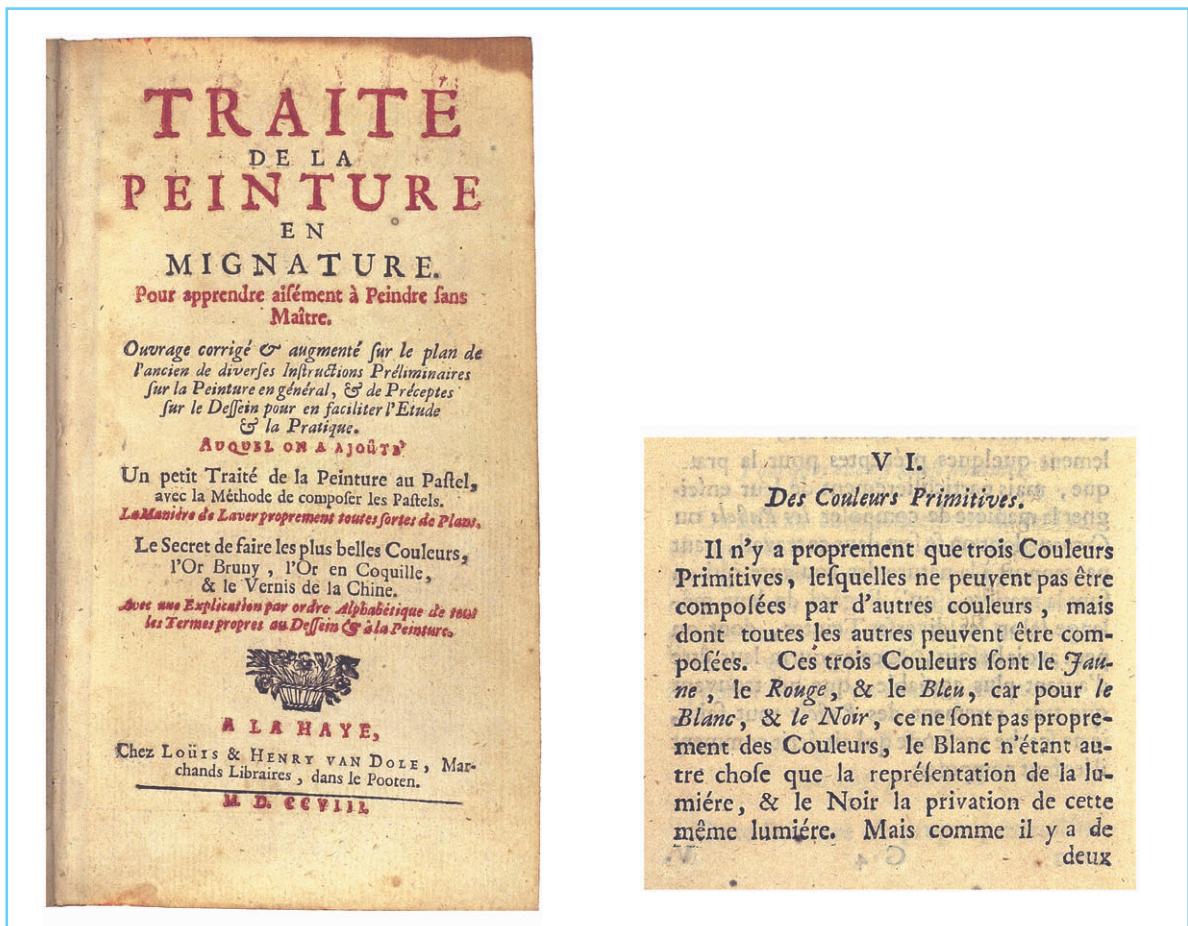 TRAITÉ
DE LA
PEINTURE
EN
MIGNATURE.
Pour apprendre aiſément à Peindre ſans
Maître.
Ouvrage corrigé & augmenté ſur le plan de
l'ancien de diverſes Inſtructions Préliminaires
ſur la Peinture en général, & de Préceptes
ſur le Deſſein pour en faciliter l'Etude
& la Pratique.
AUQUEL ON A AJOÛTÉ
Un petit Traité de la Peinture au Paſtel,
avec la Méthode de compoſer les Paſtels.
La Maniére de Laver proprement toutes ſortes de Plans.
Le Secret de faire les plus belles Couleurs,
l'Or Bruny, l'Or en Coquille,
& le Vernis de la Chine.
Avec une Explication par ordre Alphabétique de tous
les Termes propres au Deſſein & à la Peinture.
A LA HAYE,
Chez LOÜIS & HENRY VAN DOLE, Mar-
chands Libraires, dans le Pooten.
M. D. CCVIII.
VI.
Des Couleurs Primitives.
Il n'y a proprement que trois Couleurs
Primitives, leſquelles ne peuvent pas être
compoſées par d'autres couleurs, mais
dont toutes les autres peuvent être com-
poſées. Ces trois Couleurs ſont le Jau-
ne, le Rouge, & le Bleu, car pour le
Blanc, & le Noir, ce ne ſont pas propre-
ment des Couleurs, le Blanc n'étant au-
tre choſe que la repréſentation de la lu-
miére, & le Noir la privation de cette
même lumiére. Mais comme il y a de
deux